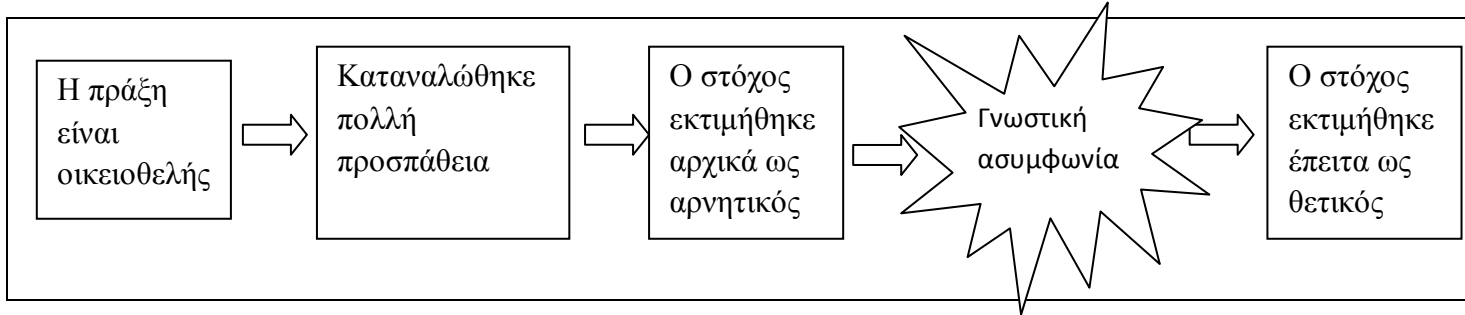 Η πράξη
είναι
οικειοθελής
Καταναλώθηκε
πολλή
προσπάθεια
Ο στόχος
εκτιμήθηκε
αρχικά ως
αρνητικός
Γνωστική
ασυμφωνία
Ο στόχος
εκτιμήθηκε
έπειτα ως
θετικός